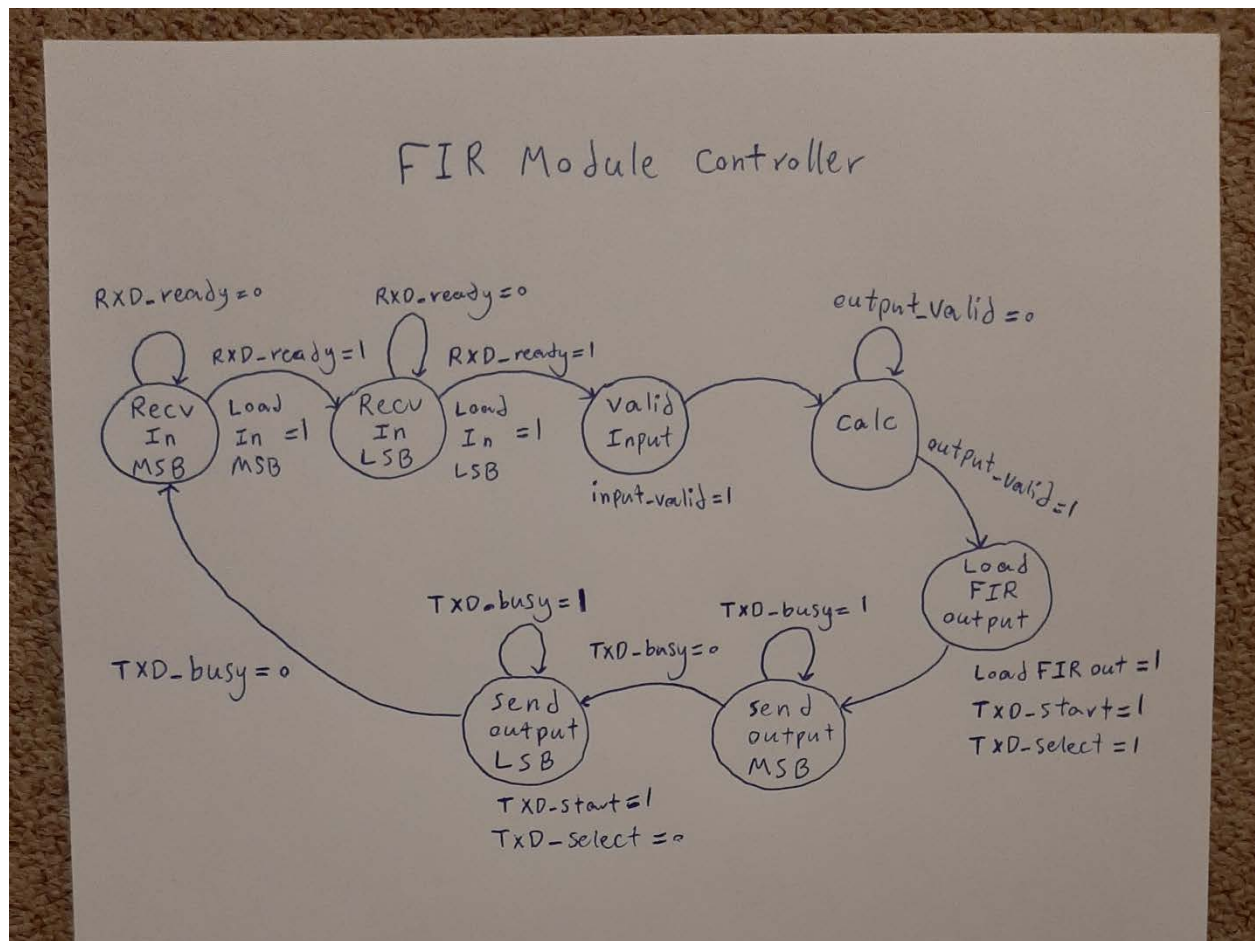 FIR Module Controller
RXD_ready=0
RXD_ready=0
output_valid=0
RXD_ready=1
RXD_ready=1
Recv
In
MSB
Load
In =1
MSB
Recv
In
LSB
Load
In =1
LSB
Valid
Input
input_valid=1
Calc
output_valid=1
Load
FIR
output
Load FIR out=1
TXD_start=1
TXD_select=1
TXD_busy=1
TXD_busy=1
TXD_busy=0
TXD_busy=0
Send
output
LSB
Send
output
MSB
TXD_start=1
TXD_select=0